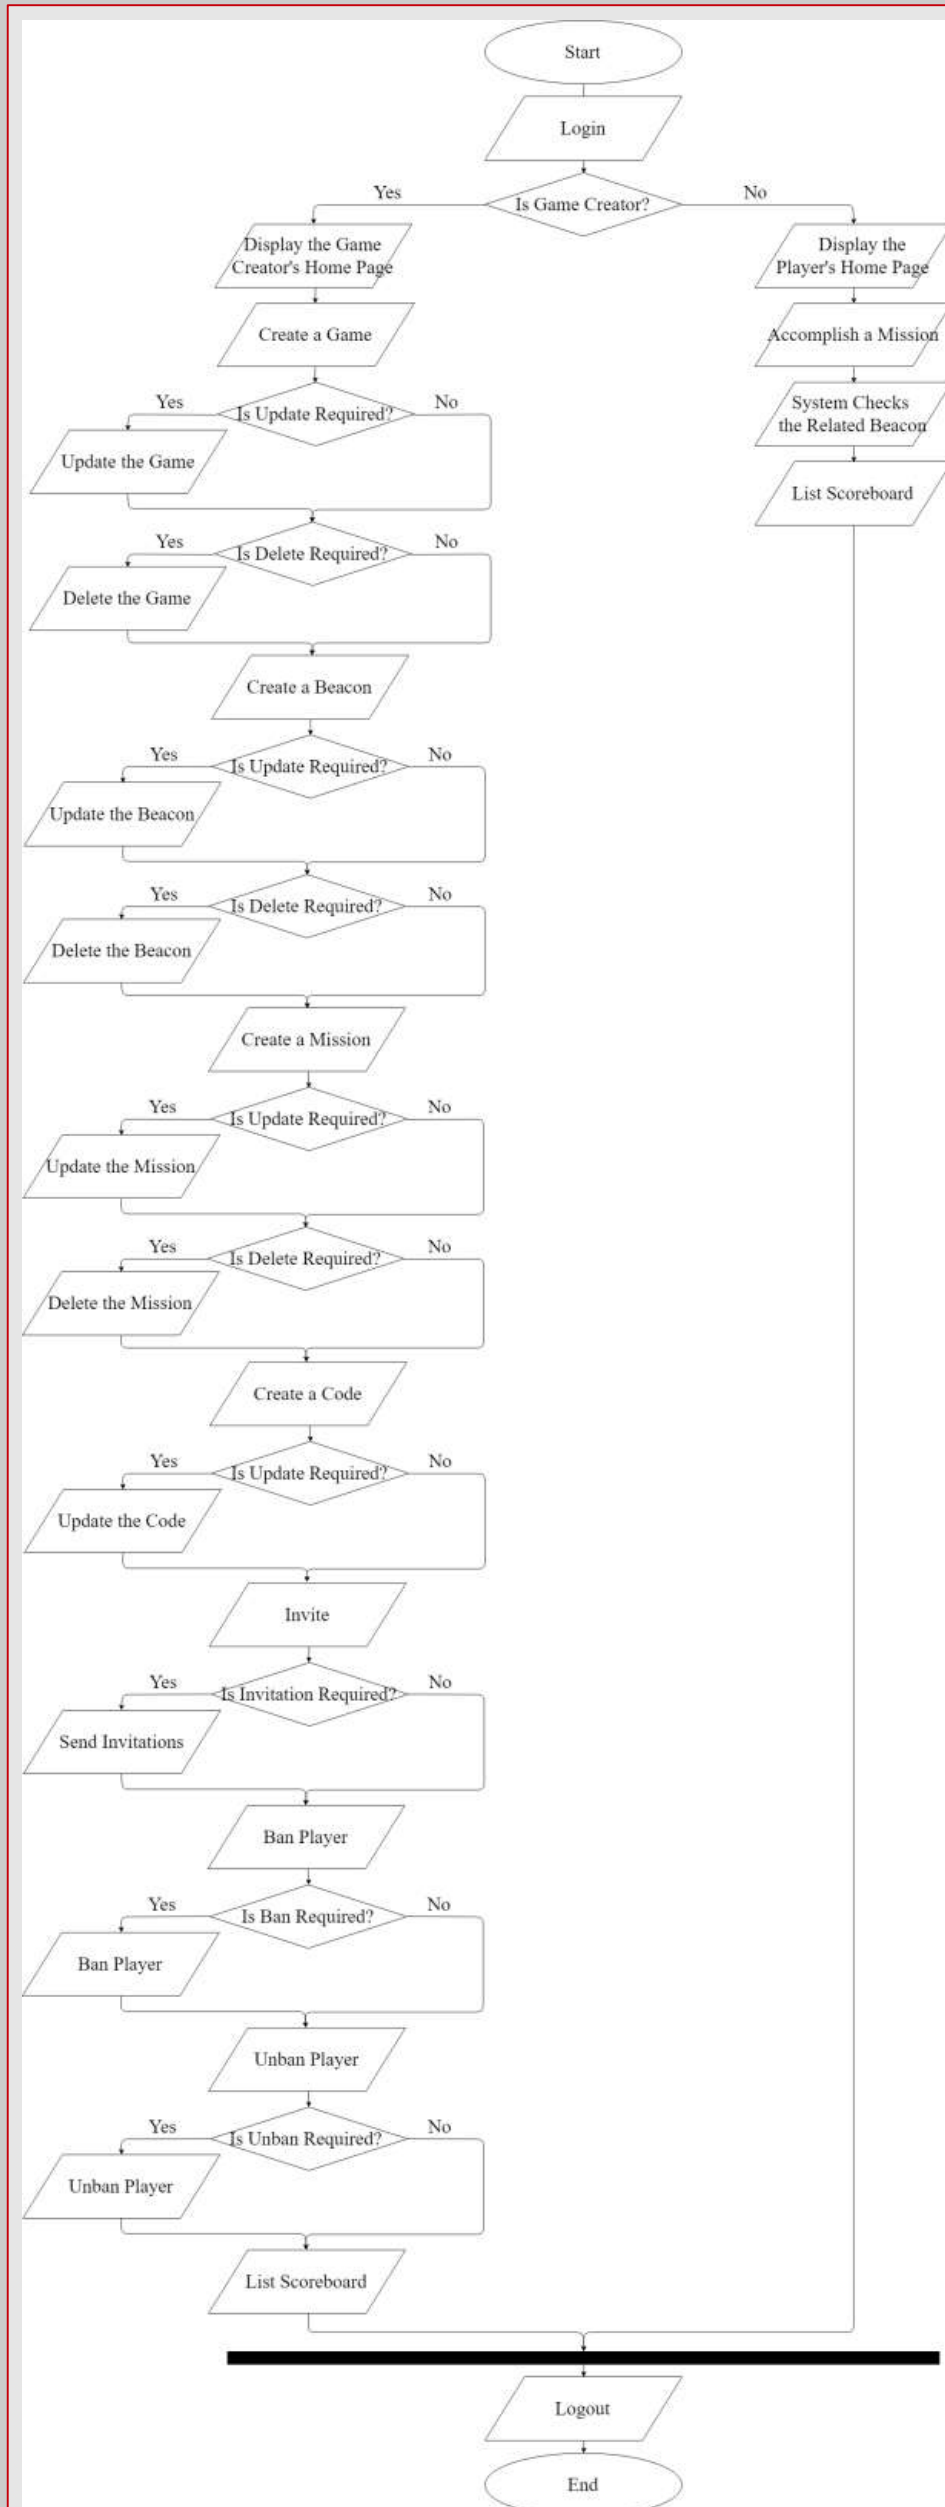 Start
Login
Is Game Creator?
Yes
No
Display the Game
Creator's Home Page
Display the
Player's Home Page
Create a Game
Accomplish a Mission
Is Update Required?
Yes
No
System Checks
the Related Beacon
Update the Game
List Scoreboard
Is Delete Required?
Yes
No
Delete the Game
Create a Beacon
Is Update Required?
Yes
No
Update the Beacon
Is Delete Required?
Yes
No
Delete the Beacon
Create a Mission
Is Update Required?
Yes
No
Update the Mission
Is Delete Required?
Yes
No
Delete the Mission
Create a Code
Is Update Required?
Yes
No
Update the Code
Invite
Is Invitation Required?
Yes
No
Send Invitations
Ban Player
Is Ban Required?
Yes
No
Ban Player
Unban Player
Is Unban Required?
Yes
No
Unban Player
List Scoreboard
Logout
End